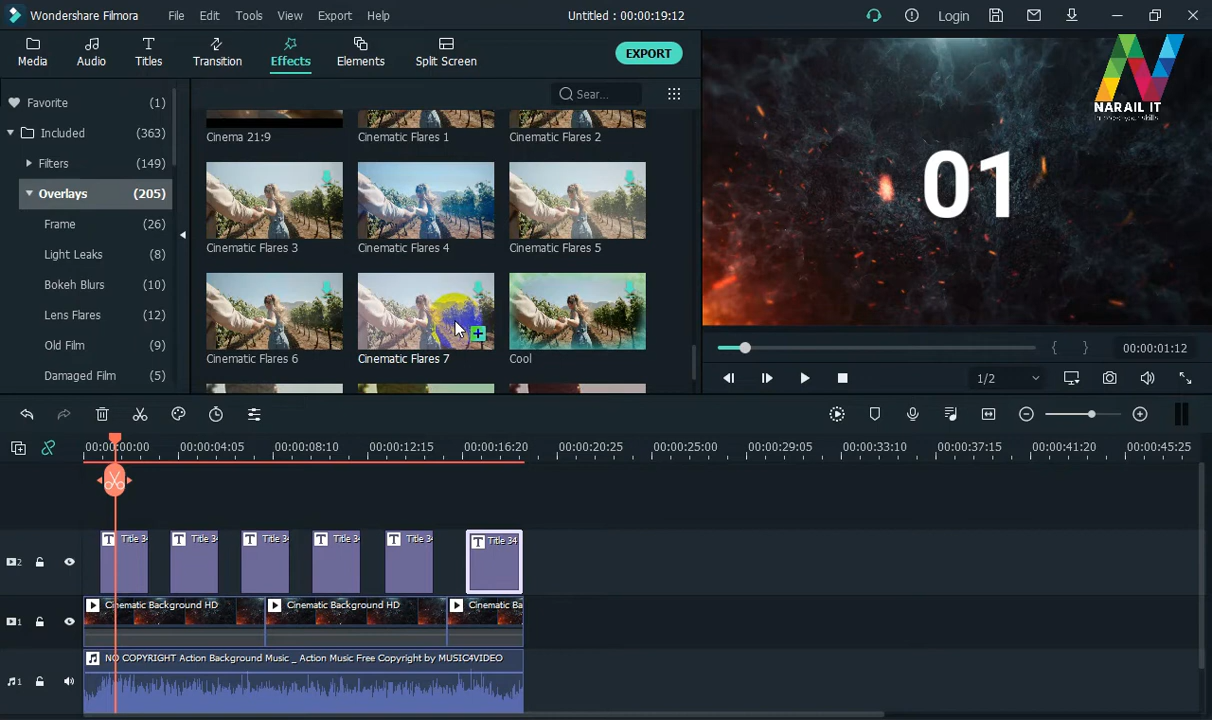 Wondershare Filmora File Edit Tools View Export Help Untitled : 00:00:19:12 Login
Media Audio Titles Transition Effects Elements Split Screen EXPORT
Favorite (1)
Included (363)
Filters (149)
Overlays (205)
Frame (26)
Light Leaks (8)
Bokeh Blurs (10)
Lens Flares (12)
Old Film (9)
Damaged Film (5)
Sear...
Cinema 21:9 Cinematic Flares 1 Cinematic Flares 2
Cinematic Flares 3 Cinematic Flares 4 Cinematic Flares 5
Cinematic Flares 6 Cinematic Flares 7 Cool
NARAIL IT
01
00:00:01:12
1/2
00:00:00:00 00:00:04:05 00:00:08:10 00:00:12:15 00:00:16:20 00:00:20:25 00:00:25:00 00:00:29:05 00:00:33:10 00:00:37:15 00:00:41:20 00:00:45:25
2 Title 34 Title 34 Title 34 Title 34 Title 34 Title 34
1 Cinematic Background HD Cinematic Background HD Cinematic Ba
1 NO COPYRIGHT Action Background Music _ Action Music Free Copyright by MUSIC4VIDEO